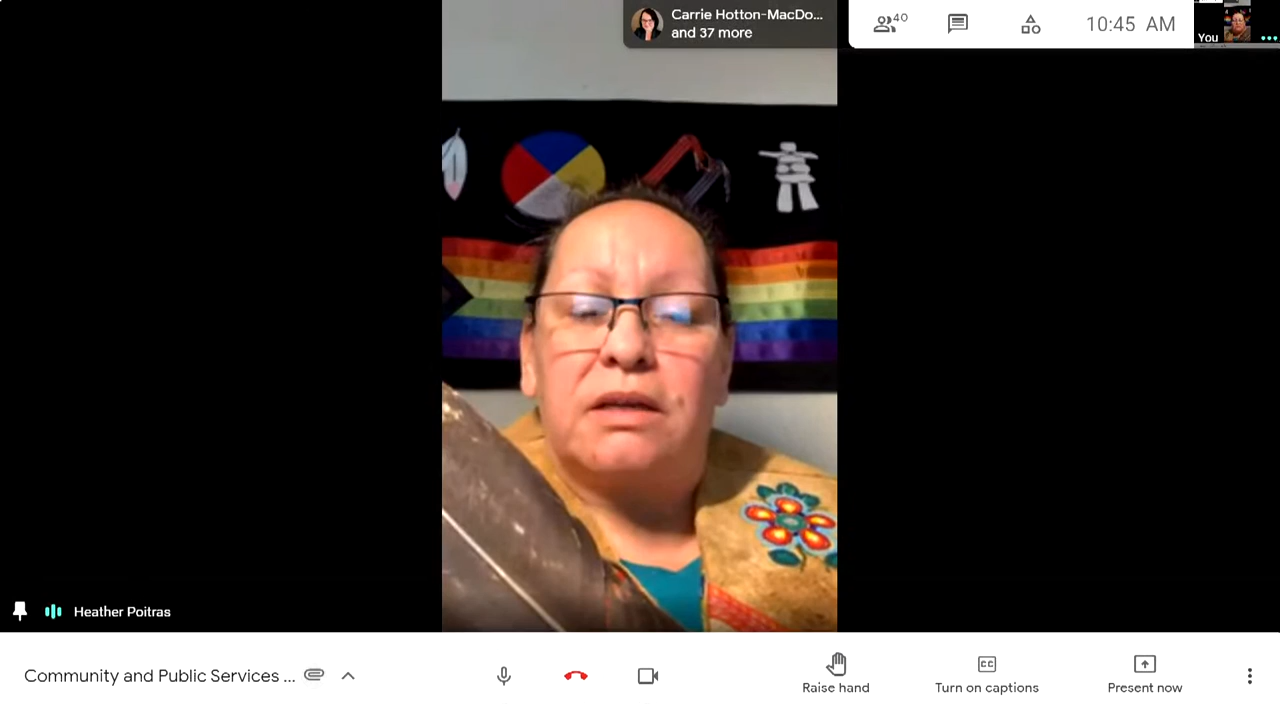 Carrie Hotton-MacDo...
and 37 more
40
10:45 AM
You
Heather Poitras
Community and Public Services ...
Raise hand
CC
Turn on captions
Present now